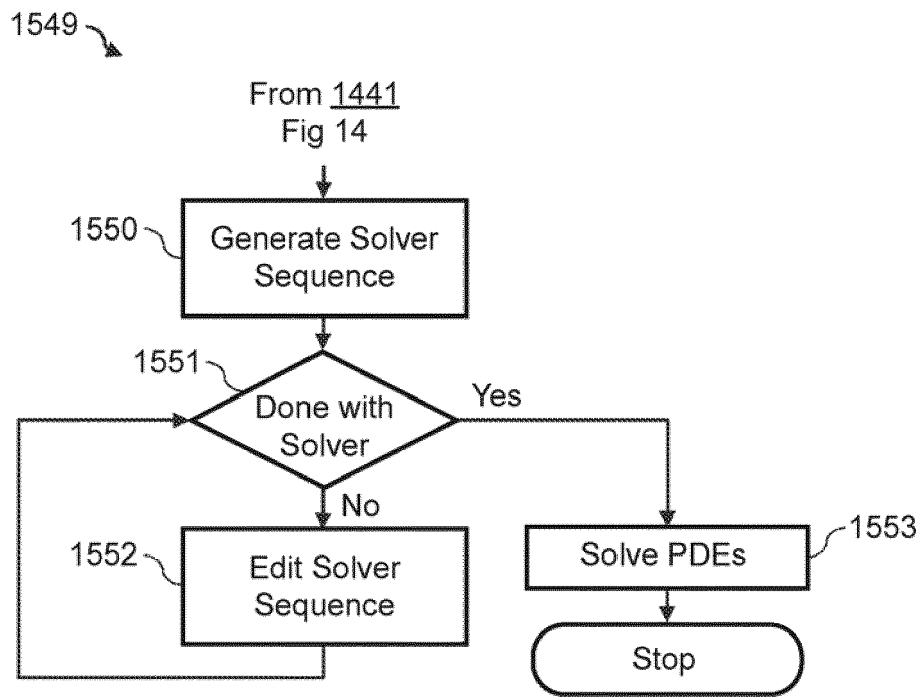 1549
From 1441
Fig 14
1550
Generate Solver
Sequence
1551
Done with
Solver
Yes
No
1552
Edit Solver
Sequence
1553
Solve PDEs
Stop